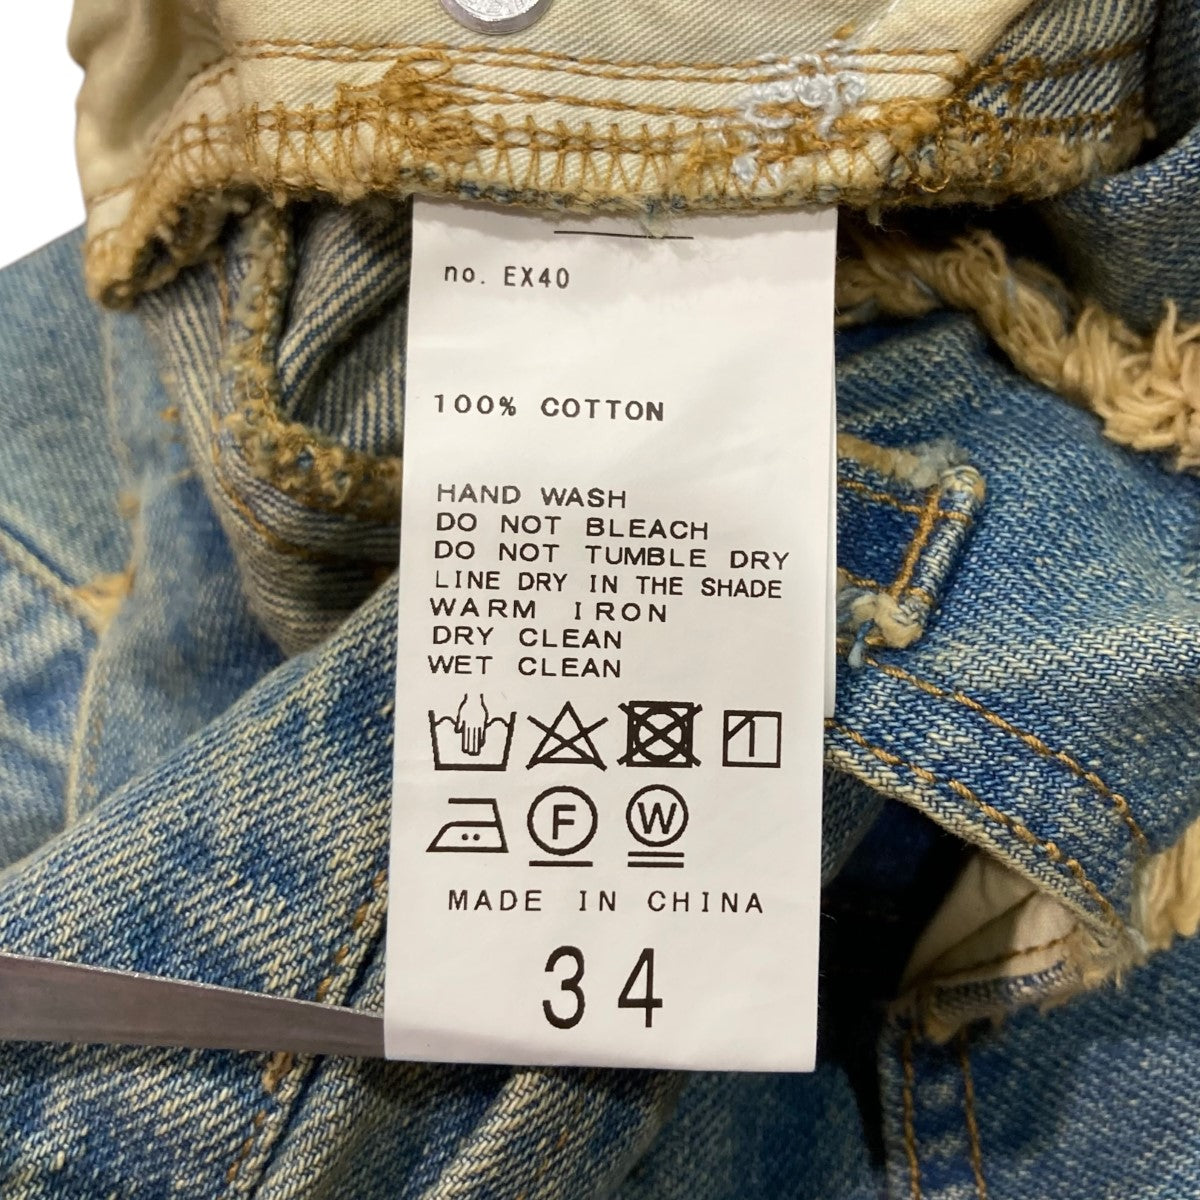 no. EX40
100% COTTON
HAND WASH
DO NOT BLEACH
DO NOT TUMBLE DRY
LINE DRY IN THE SHADE
WARM IRON
DRY CLEAN
WET CLEAN
F W
MADE IN CHINA
34